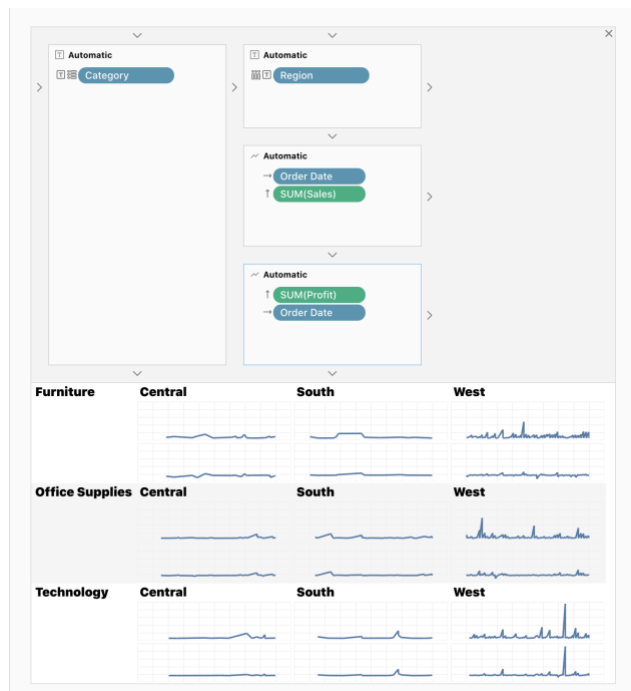 Automatic
Category
Automatic
Region
Automatic
Order Date
SUM(Sales)
Automatic
SUM(Profit)
Order Date
Furniture Central South West
Office Supplies Central South West
Technology Central South West